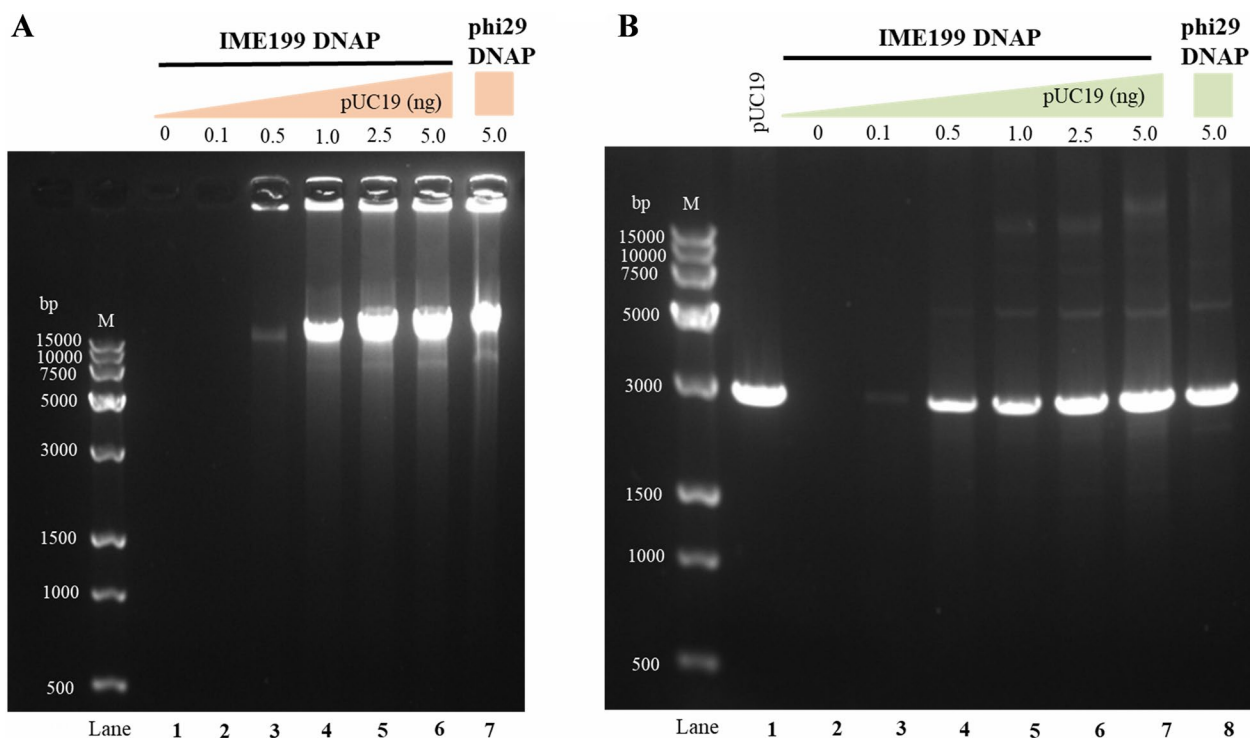 A
IME199 DNAP
phi29
DNAP
pUC19 (ng)
0 0.1 0.5 1.0 2.5 5.0 5.0
bp
M
15000
10000
7500
5000
3000
1500
1000
500
Lane 1 2 3 4 5 6 7
B
pUC19
IME199 DNAP
phi29
DNAP
pUC19 (ng)
0 0.1 0.5 1.0 2.5 5.0 5.0
bp
M
15000
10000
7500
5000
3000
1500
1000
500
Lane 1 2 3 4 5 6 7 8